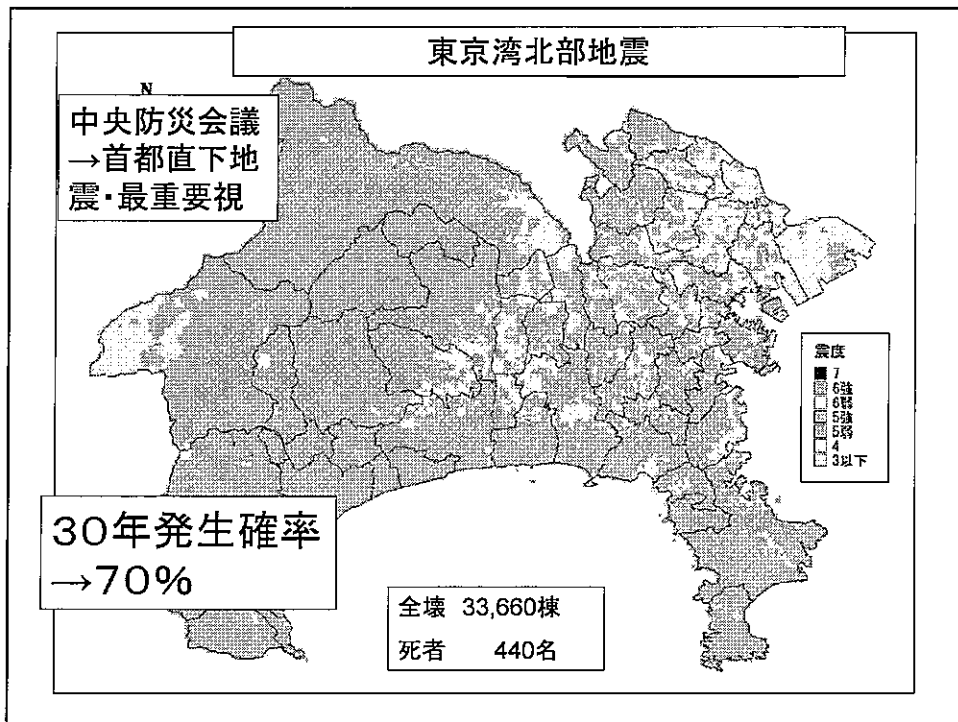 東京湾北部地震
N
中央防災会議
→首都直下地
震・最重要視
震度
7
6強
6弱
5強
5弱
4
3以下
30年発生確率
→70%
全壊 33,660棟
死者 440名